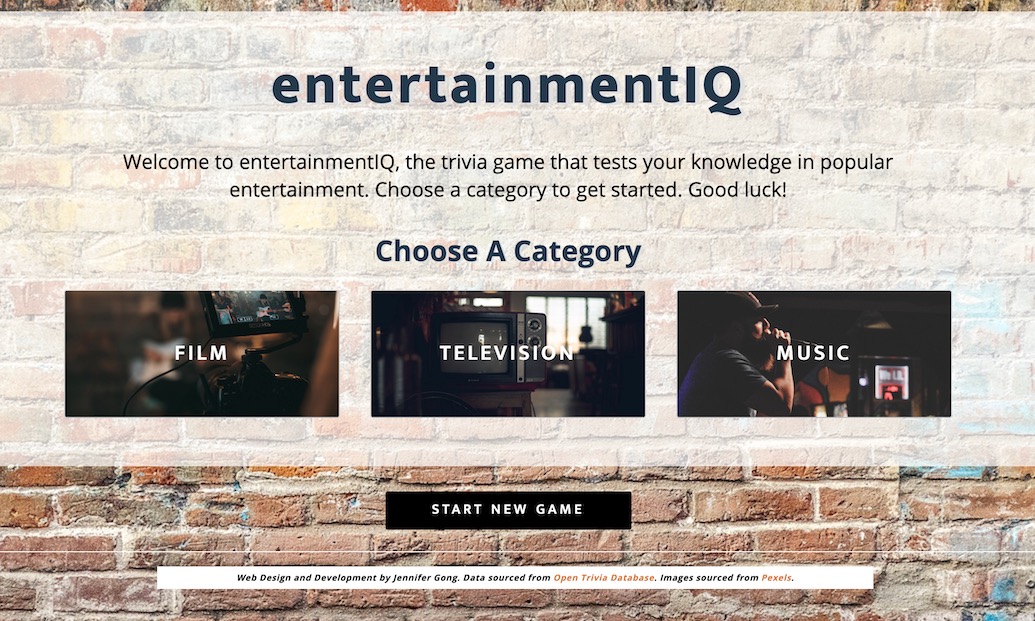 entertainmentIQ
Welcome to entertainmentIQ, the trivia game that tests your knowledge in popular
entertainment. Choose a category to get started. Good luck!
Choose A Category
FILM
TELEVISION
MUSIC
START NEW GAME
Web Design and Development by Jennifer Gong. Data sourced from Open Trivia Database. Images sourced from Pexels.